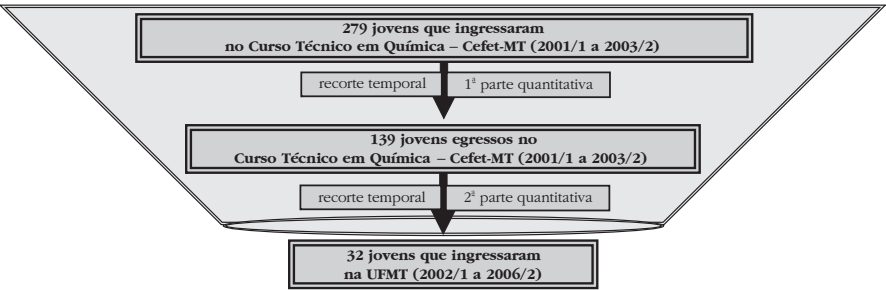 279 jovens que ingressaram
no Curso Técnico em Química – Cefet-MT (2001/1 a 2003/2)
recorte temporal 1ª parte quantitativa
139 jovens egressos no
Curso Técnico em Química – Cefet-MT (2001/1 a 2003/2)
recorte temporal 2ª parte quantitativa
32 jovens que ingressaram
na UFMT (2002/1 a 2006/2)